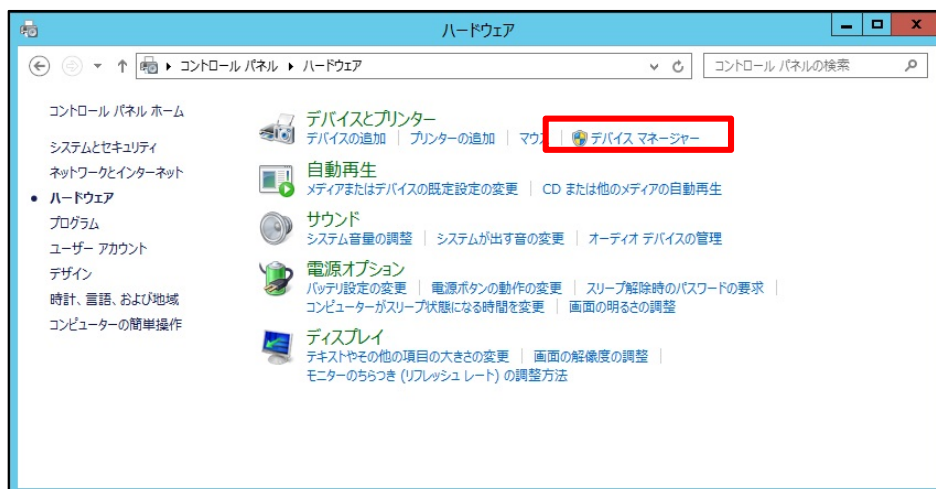 ハードウェア
コントロール パネル ハードウェア
コントロール パネルの検索
コントロール パネル ホーム
システムとセキュリティ
ネットワークとインターネット
ハードウェア
プログラム
ユーザー アカウント
デザイン
時計、言語、および地域
コンピューターの簡単操作
デバイスとプリンター
デバイスの追加 | プリンターの追加 | マウス | デバイス マネージャー
自動再生
メディアまたはデバイスの既定設定の変更 | CD または他のメディアの自動再生
サウンド
システム音量の調整 | システムが出す音の変更 | オーディオ デバイスの管理
電源オプション
バッテリ設定の変更 | 電源ボタンの動作の変更 | スリープ解除時のパスワードの要求 |
コンピューターがスリープ状態になる時間を変更 | 画面の明るさの調整
ディスプレイ
テキストやその他の項目の大きさの変更 | 画面の解像度の調整 |
モニターのちらつき (リフレッシュ レート) の調整方法